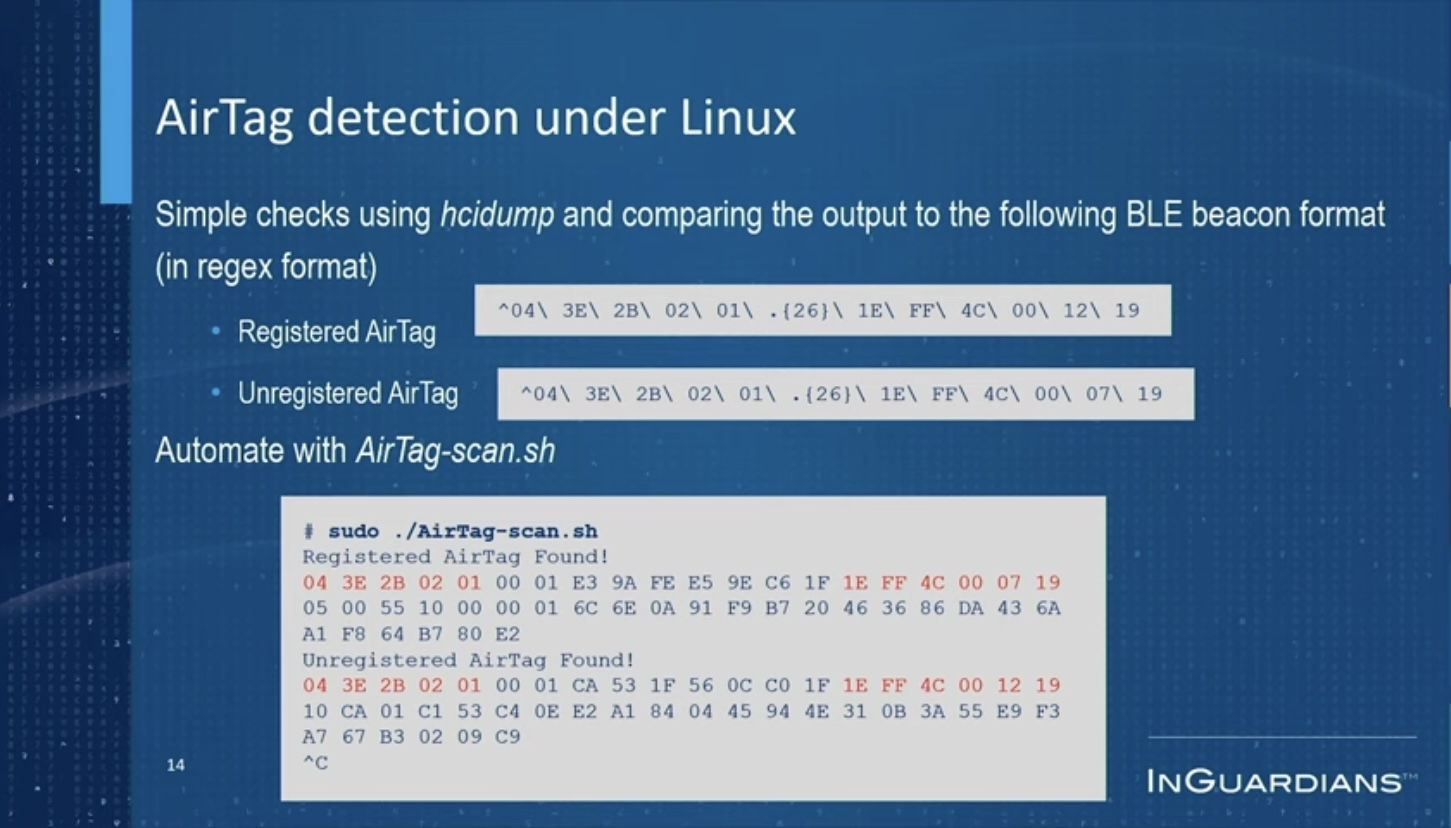 AirTag detection under Linux
Simple checks using hcidump and comparing the output to the following BLE beacon format
(in regex format)
• Registered AirTag
^04\ 3E\ 2B\ 02\ 01\ .{26}\ 1E\ FF\ 4C\ 00\ 12\ 19
• Unregistered AirTag
^04\ 3E\ 2B\ 02\ 01\ .{26}\ 1E\ FF\ 4C\ 00\ 07\ 19
Automate with AirTag-scan.sh
# sudo ./AirTag-scan.sh
Registered AirTag Found!
04 3E 2B 02 01 00 01 E3 9A FE E5 9E C6 1F 1E FF 4C 00 07 19
05 00 55 10 00 00 01 6C 6E 0A 91 F9 B7 20 46 36 86 DA 43 6A
A1 F8 64 B7 80 E2
Unregistered AirTag Found!
04 3E 2B 02 01 00 01 CA 53 1F 56 0C C0 1F 1E FF 4C 00 12 19
10 CA 01 C1 53 C4 0E E2 A1 84 04 45 94 4E 31 0B 3A 55 E9 F3
A7 67 B3 02 09 C9
^C
14
INGUARDIANS™